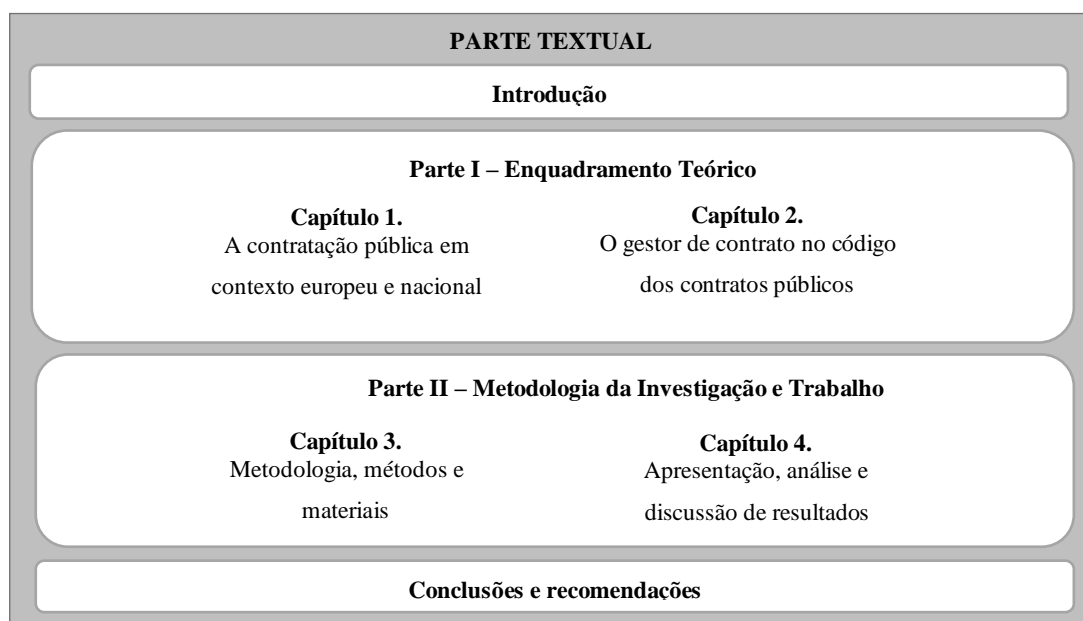 PARTE TEXTUAL
Introdução
Parte I – Enquadramento Teórico
Capítulo 1.
A contratação pública em
contexto europeu e nacional
Capítulo 2.
O gestor de contrato no código
dos contratos públicos
Parte II – Metodologia da Investigação e Trabalho
Capítulo 3.
Metodologia, métodos e
materiais
Capítulo 4.
Apresentação, análise e
discussão de resultados
Conclusões e recomendações